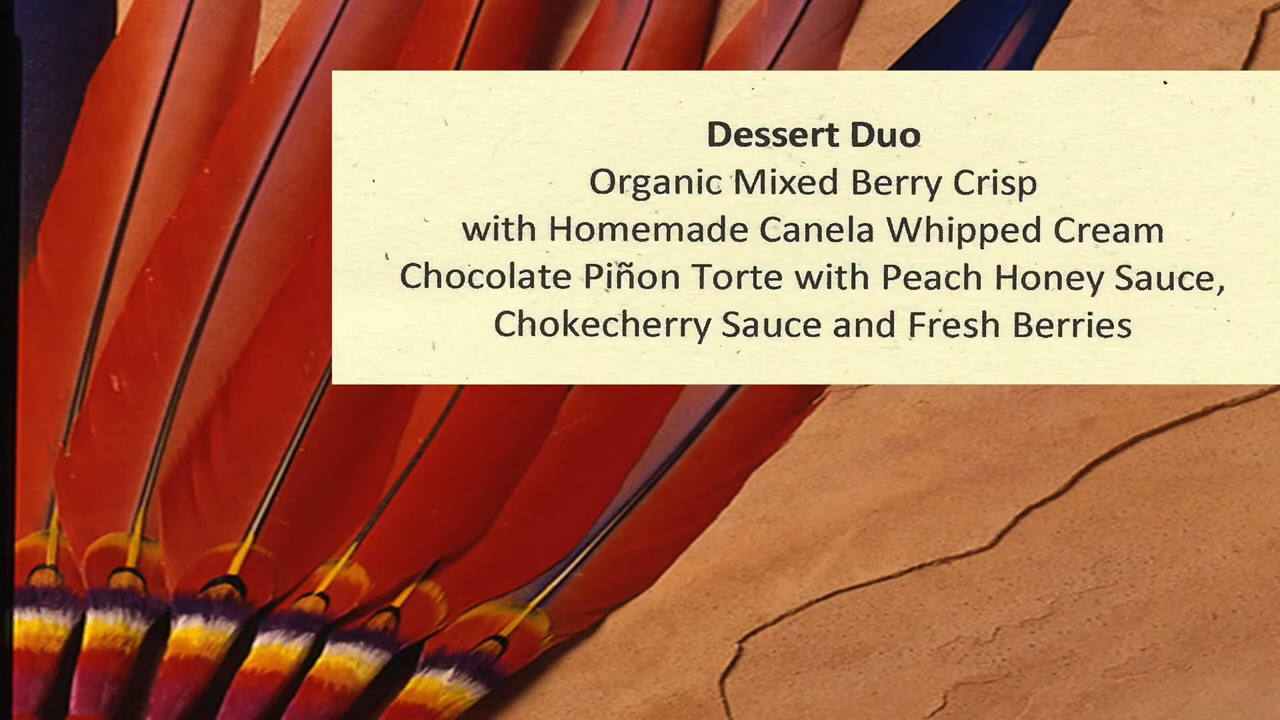 Dessert Duo
Organic Mixed Berry Crisp
with Homemade Canela Whipped Cream
Chocolate Piñon Torte with Peach Honey Sauce,
Chokecherry Sauce and Fresh Berries